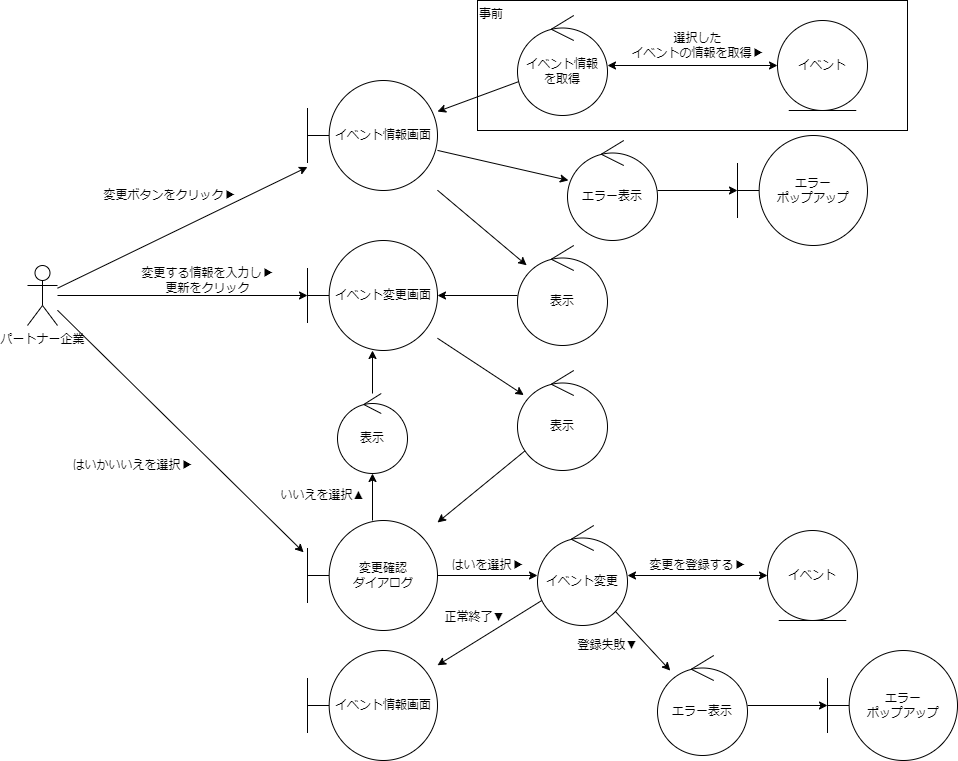 事前
選択した
イベントの情報を取得▶
イベント情報
を取得
イベント
イベント情報画面
変更ボタンをクリック▶
エラー表示
エラー
ポップアップ
変更する情報を入力し▶
更新をクリック
イベント変更画面
表示
パートナー企業
表示
表示
はいかいいえを選択▶
いいえを選択▲
変更確認
ダイアログ
はいを選択▶
イベント変更
変更を登録する▶
イベント
正常終了▼
登録失敗▼
イベント情報画面
エラー表示
エラー
ポップアップ